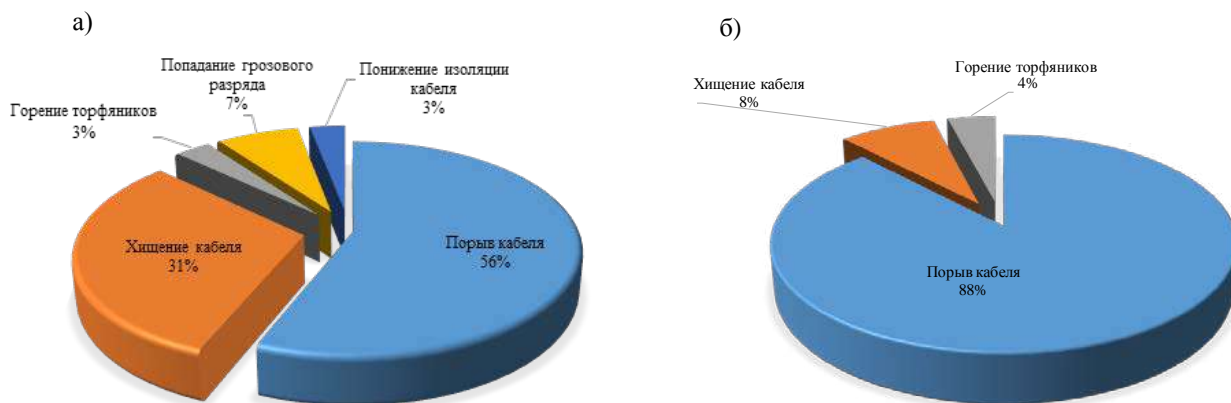 а)
Попадание грозового
разряда
7%
Понижение изоляции
кабеля
3%
Горение торфяников
3%
Хищение кабеля
31%
Порыв кабеля
56%
б)
Хищение кабеля
8%
Горение торфяников
4%
Порыв кабеля
88%